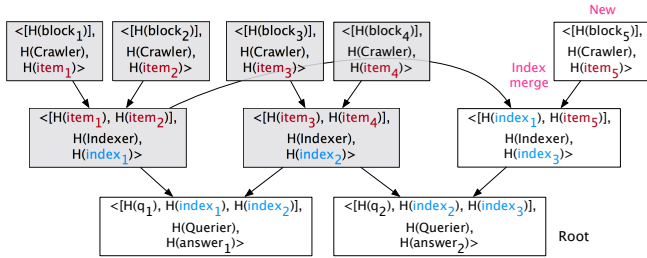 New
<[H(block1)],
H(Crawler),
H(item1)>
<[H(block2)],
H(Crawler),
H(item2)>
<[H(block3)],
H(Crawler),
H(item3)>
<[H(block4)],
H(Crawler),
H(item4)>
<[H(block5)],
H(Crawler),
H(item5)>
Index
merge
<[H(item1), H(item2)],
H(Indexer),
H(index1)>
<[H(item3), H(item4)],
H(Indexer),
H(index2)>
<[H(index1), H(item5)],
H(Indexer),
H(index3)>
<[H(q1), H(index1), H(index2)],
H(Querier),
H(answer1)>
<[H(q2), H(index2), H(index3)],
H(Querier),
H(answer2)>
Root